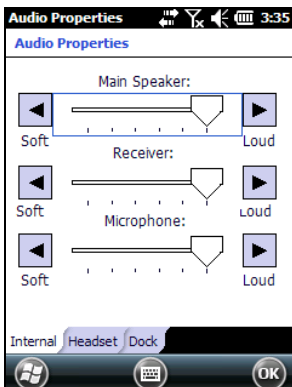 Audio Properties 3:35
Audio Properties
Main Speaker:
Soft Loud
Receiver:
Soft Loud
Microphone:
Soft Loud
Internal Headset Dock
OK